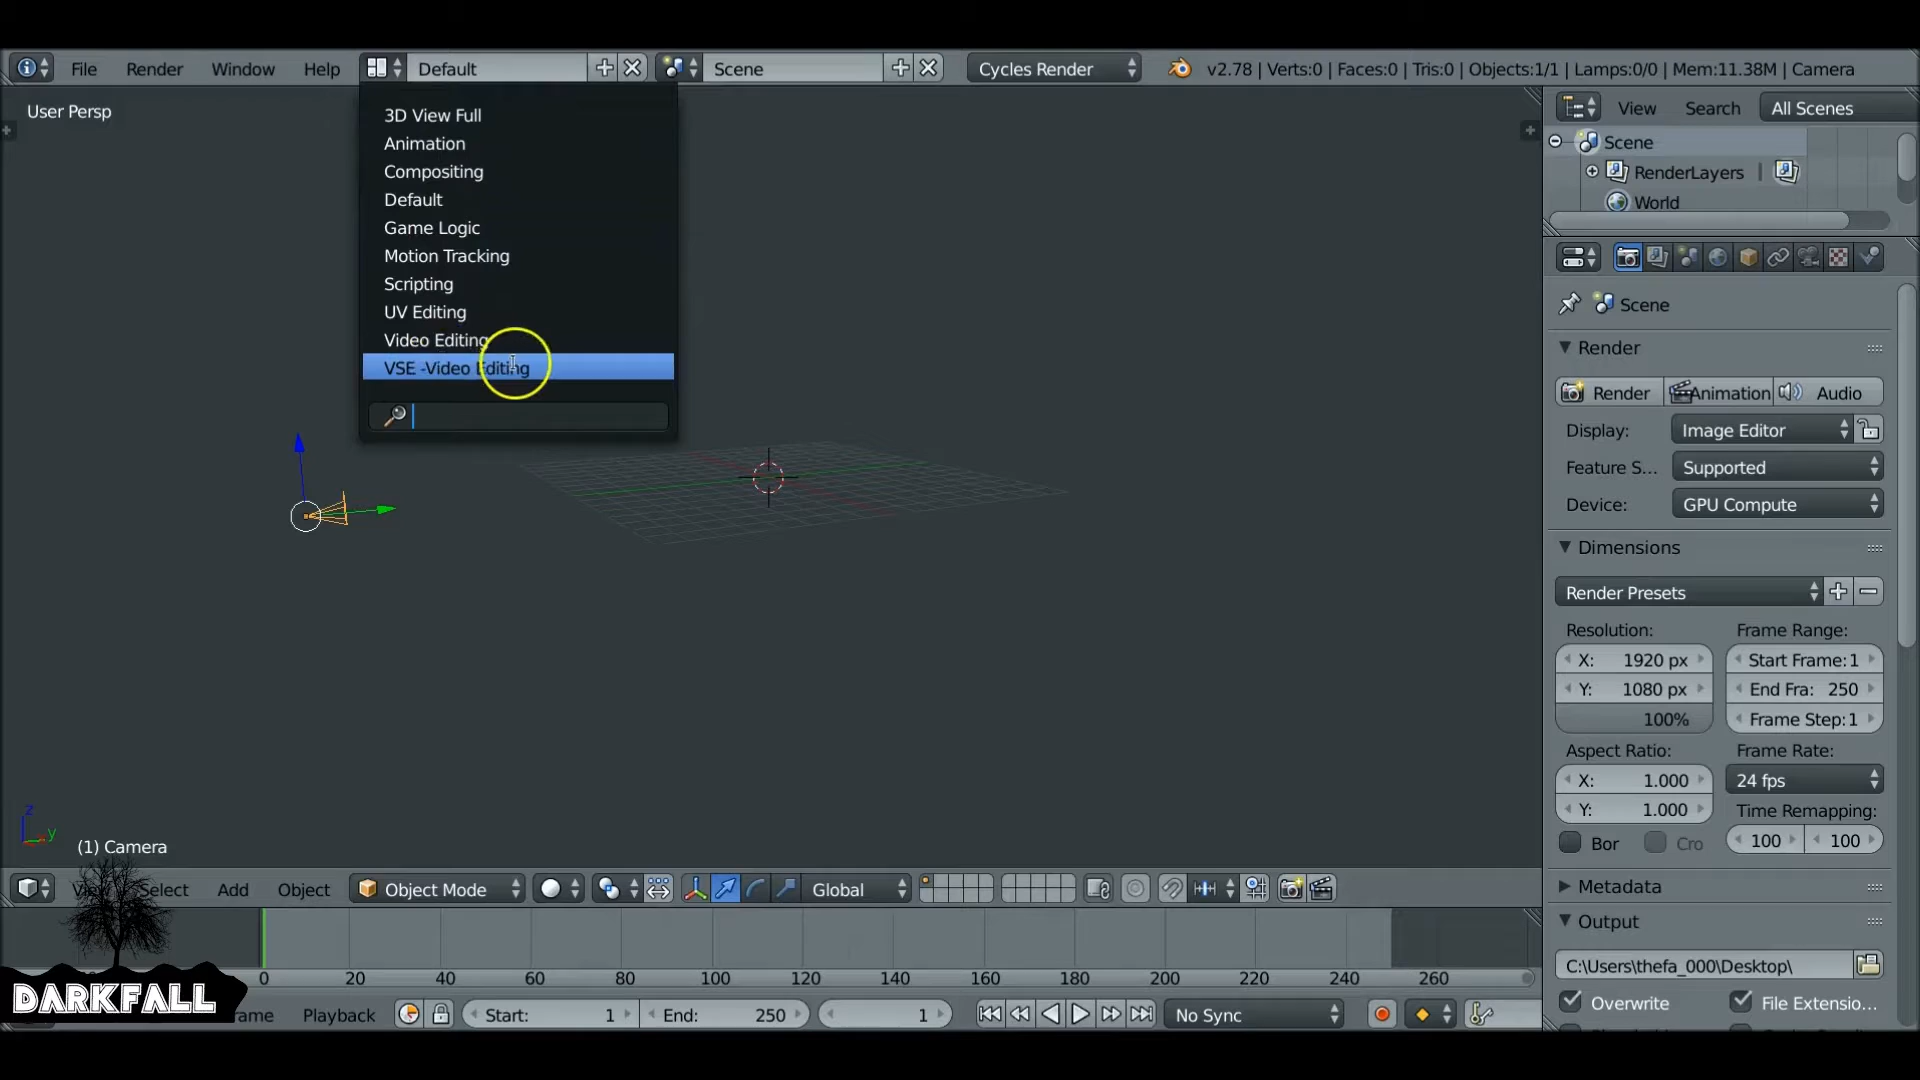 File Render Window Help Default Scene Cycles Render v2.78 | Verts:0 | Faces:0 | Tris:0 | Objects:1/1 | Lamps:0/0 | Mem:11.38M | Camera
User Persp
3D View Full
Animation
Compositing
Default
Game Logic
Motion Tracking
Scripting
UV Editing
Video Editing
VSE -Video Editing
View Search All Scenes
Scene
RenderLayers
World
Scene
Render
Render Animation Audio
Display: Image Editor
Feature S... Supported
Device: GPU Compute
Dimensions
Render Presets
Resolution: Frame Range:
X: 1920 px Start Frame:1
Y: 1080 px End Fra: 250
100% Frame Step:1
Aspect Ratio: Frame Rate:
X: 1.000 24 fps
Y: 1.000 Time Remapping:
Bor Cro 100 100
Metadata
Output
C:\Users\thefa_000\Desktop\
Overwrite File Extensio...
z
y
(1) Camera
Select Add Object Object Mode Global
0 20 40 60 80 100 120 140 160 180 200 220 240 260
DARKFALL
Playback Start: 1 End: 250 1 No Sync